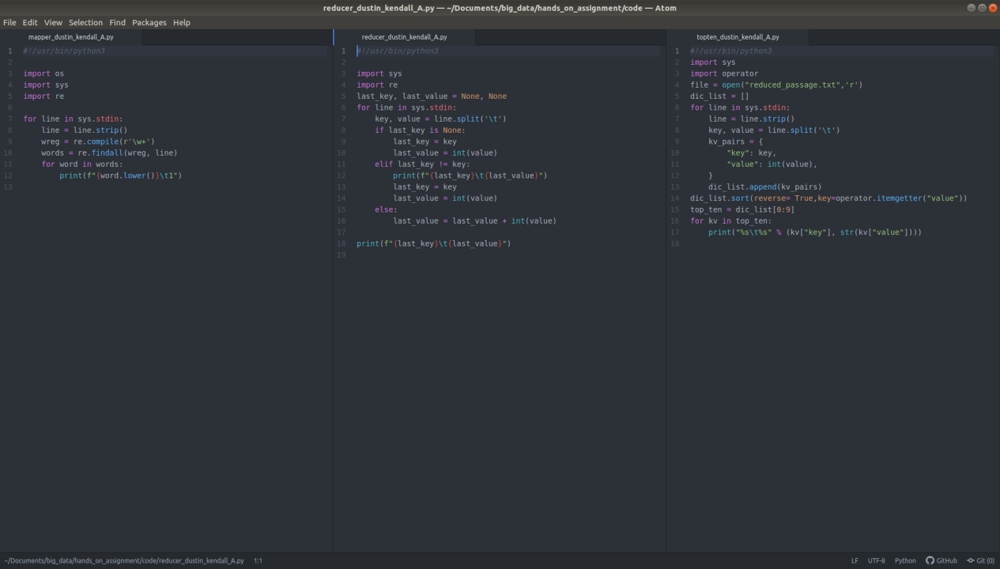 reducer_dustin_kendall_A.py — ~/Documents/big_data/hands_on_assignment/code — Atom
File Edit View Selection Find Packages Help
mapper_dustin_kendall_A.py
1 #!/usr/bin/python3
2
3 import os
4 import sys
5 import re
6
7 for line in sys.stdin:
8     line = line.strip()
9     wreg = re.compile(r'\w+')
10     words = re.findall(wreg, line)
11     for word in words:
12         print(f"{word.lower()}\t1")
13
reducer_dustin_kendall_A.py
1 #!/usr/bin/python3
2
3 import sys
4 import re
5 last_key, last_value = None, None
6 for line in sys.stdin:
7     key, value = line.split('\t')
8     if last_key is None:
9         last_key = key
10         last_value = int(value)
11     elif last_key != key:
12         print(f"{last_key}\t{last_value}")
13         last_key = key
14         last_value = int(value)
15     else:
16         last_value = last_value + int(value)
17
18 print(f"{last_key}\t{last_value}")
19
topten_dustin_kendall_A.py
1 #!/usr/bin/python3
2 import sys
3 import operator
4 file = open("reduced_passage.txt",'r')
5 dic_list = []
6 for line in sys.stdin:
7     line = line.strip()
8     key, value = line.split('\t')
9     kv_pairs = {
10         "key": key,
11         "value": int(value),
12     }
13     dic_list.append(kv_pairs)
14 dic_list.sort(reverse= True,key=operator.itemgetter("value"))
15 top_ten = dic_list[0:9]
16 for kv in top_ten:
17     print("%s\t%s" % (kv["key"], str(kv["value"])))
18
~/Documents/big_data/hands_on_assignment/code/reducer_dustin_kendall_A.py 1:1
LF UTF-8 Python GitHub Git (0)